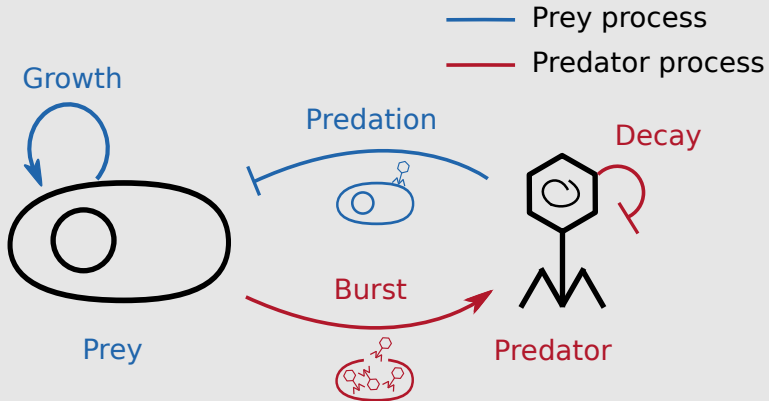 Prey process
Predator process
Growth
Predation
Decay
Burst
Prey
Predator